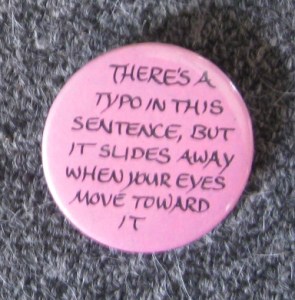 THERE'S A
TYPO IN THIS
SENTENCE, BUT
IT SLIDES AWAY
WHEN YOUR EYES
MOVE TOWARD
IT